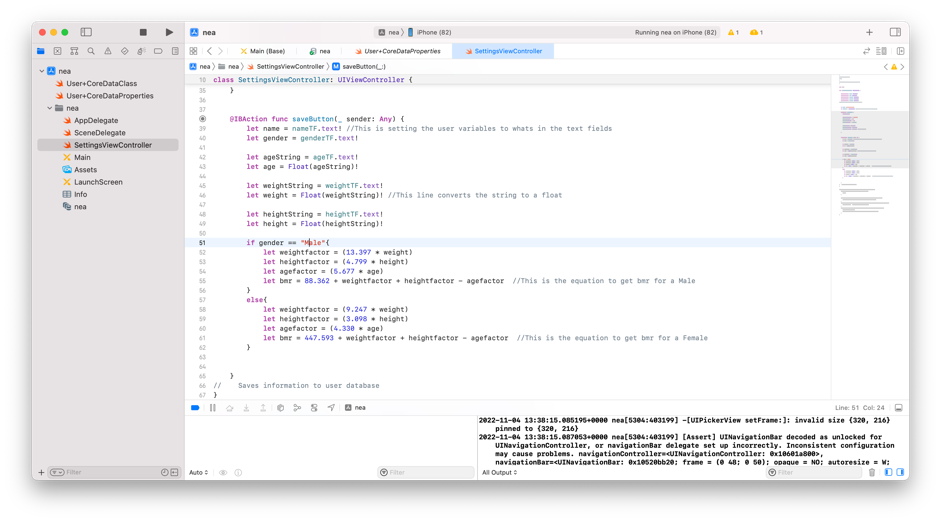 nea
nea
iPhone (82)
Running nea on iPhone (82)
1
1
Main (Base)
nea
User+CoreDataProperties
SettingsViewController
nea
nea
SettingsViewController
M saveButton(_:)
nea
User+CoreDataClass
User+CoreDataProperties
nea
AppDelegate
SceneDelegate
SettingsViewController
Main
Assets
LaunchScreen
Info
nea
10 class SettingsViewController: UIViewController {
35 }
36
37
@IBAction func saveButton(_ sender: Any) {
39 let name = nameTF.text! //This is setting the user variables to whats in the text fields
40 let gender = genderTF.text!
41
42 let ageString = ageTF.text!
43 let age = Float(ageString)!
44
45 let weightString = weightTF.text!
46 let weight = Float(weightString)! //This line converts the string to a float
47
48 let heightString = heightTF.text!
49 let height = Float(heightString)!
50
51 if gender == "Male"{
52 let weightfactor = (13.397 * weight)
53 let heightfactor = (4.799 * height)
54 let agefactor = (5.677 * age)
55 let bmr = 88.362 + weightfactor + heightfactor - agefactor //This is the equation to get bmr for a Male
56 }
57 else{
58 let weightfactor = (9.247 * weight)
59 let heightfactor = (3.098 * height)
60 let agefactor = (4.330 * age)
61 let bmr = 447.593 + weightfactor + heightfactor - agefactor //This is the equation to get bmr for a Female
62 }
63
64
65 }
66 // Saves information to user database
67 }
nea
Line: 51 Col: 24
2022-11-04 13:38:15.085195+0000 nea[5304:403199] -[UIPickerView setFrame:]: invalid size {320, 216}
pinned to {320, 216}
2022-11-04 13:38:15.087053+0000 nea[5304:403199] [Assert] UINavigationBar decoded as unlocked for
UINavigationController, or navigationBar delegate set up incorrectly. Inconsistent configuration
may cause problems. navigationController=<UINavigationController: 0x10601a800>,
navigationBar=<UINavigationBar: 0x10520bb20; frame = (0 48; 0 50); opaque = NO; autoresize = W;
Filter
Auto
Filter
All Output
Filter